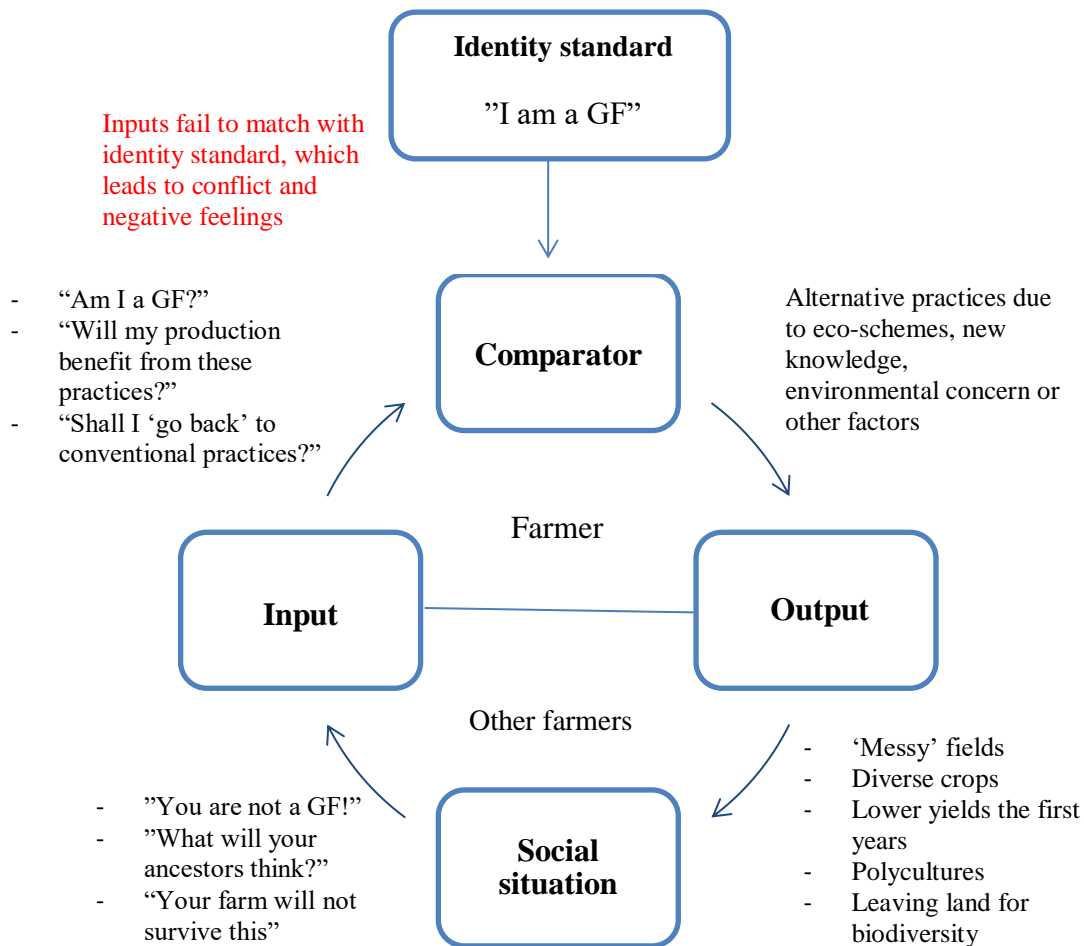 Identity standard
”I am a GF”
Inputs fail to match with
identity standard, which
leads to conflict and
negative feelings
- “Am I a GF?”
- “Will my production
benefit from these
practices?”
- “Shall I ‘go back’ to
conventional practices?”
Comparator
Alternative practices due
to eco-schemes, new
knowledge,
environmental concern or
other factors
Farmer
Input
Output
Other farmers
- ”You are not a GF!”
- ”What will your
ancestors think?”
- “Your farm will not
survive this”
Social
situation
- ‘Messy’ fields
- Diverse crops
- Lower yields the first
years
- Polycultures
- Leaving land for
biodiversity